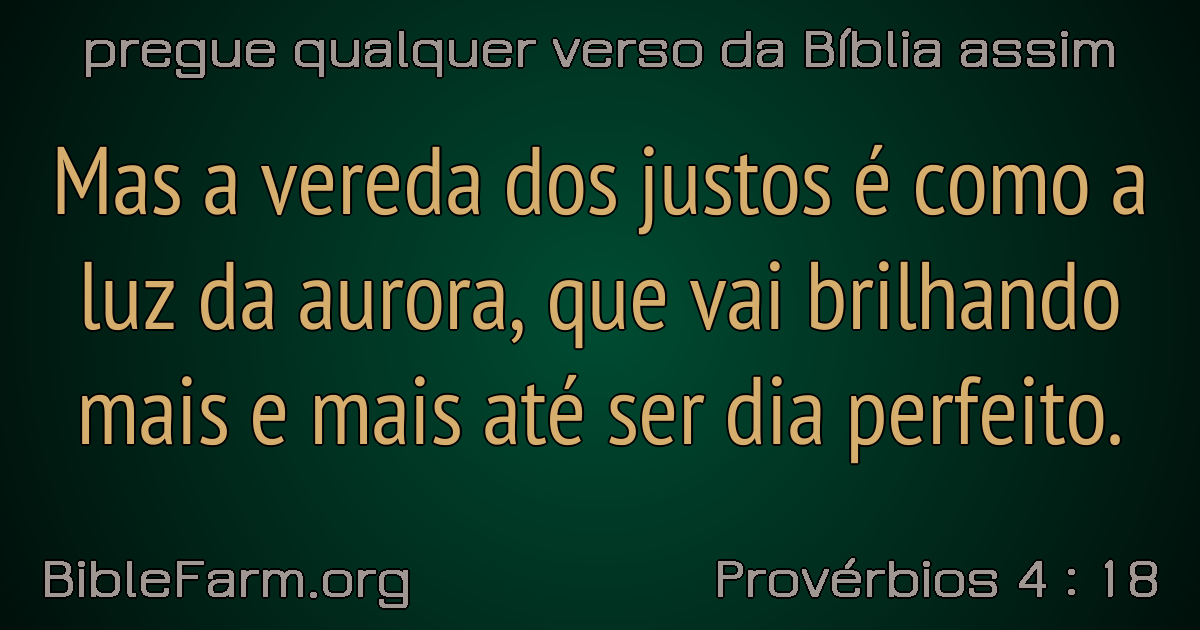 pregue qualquer verso da Bíblia assim
Mas a vereda dos justos é como a
luz da aurora, que vai brilhando
mais e mais até ser dia perfeito.
BibleFarm.org
Provérbios 4 : 18